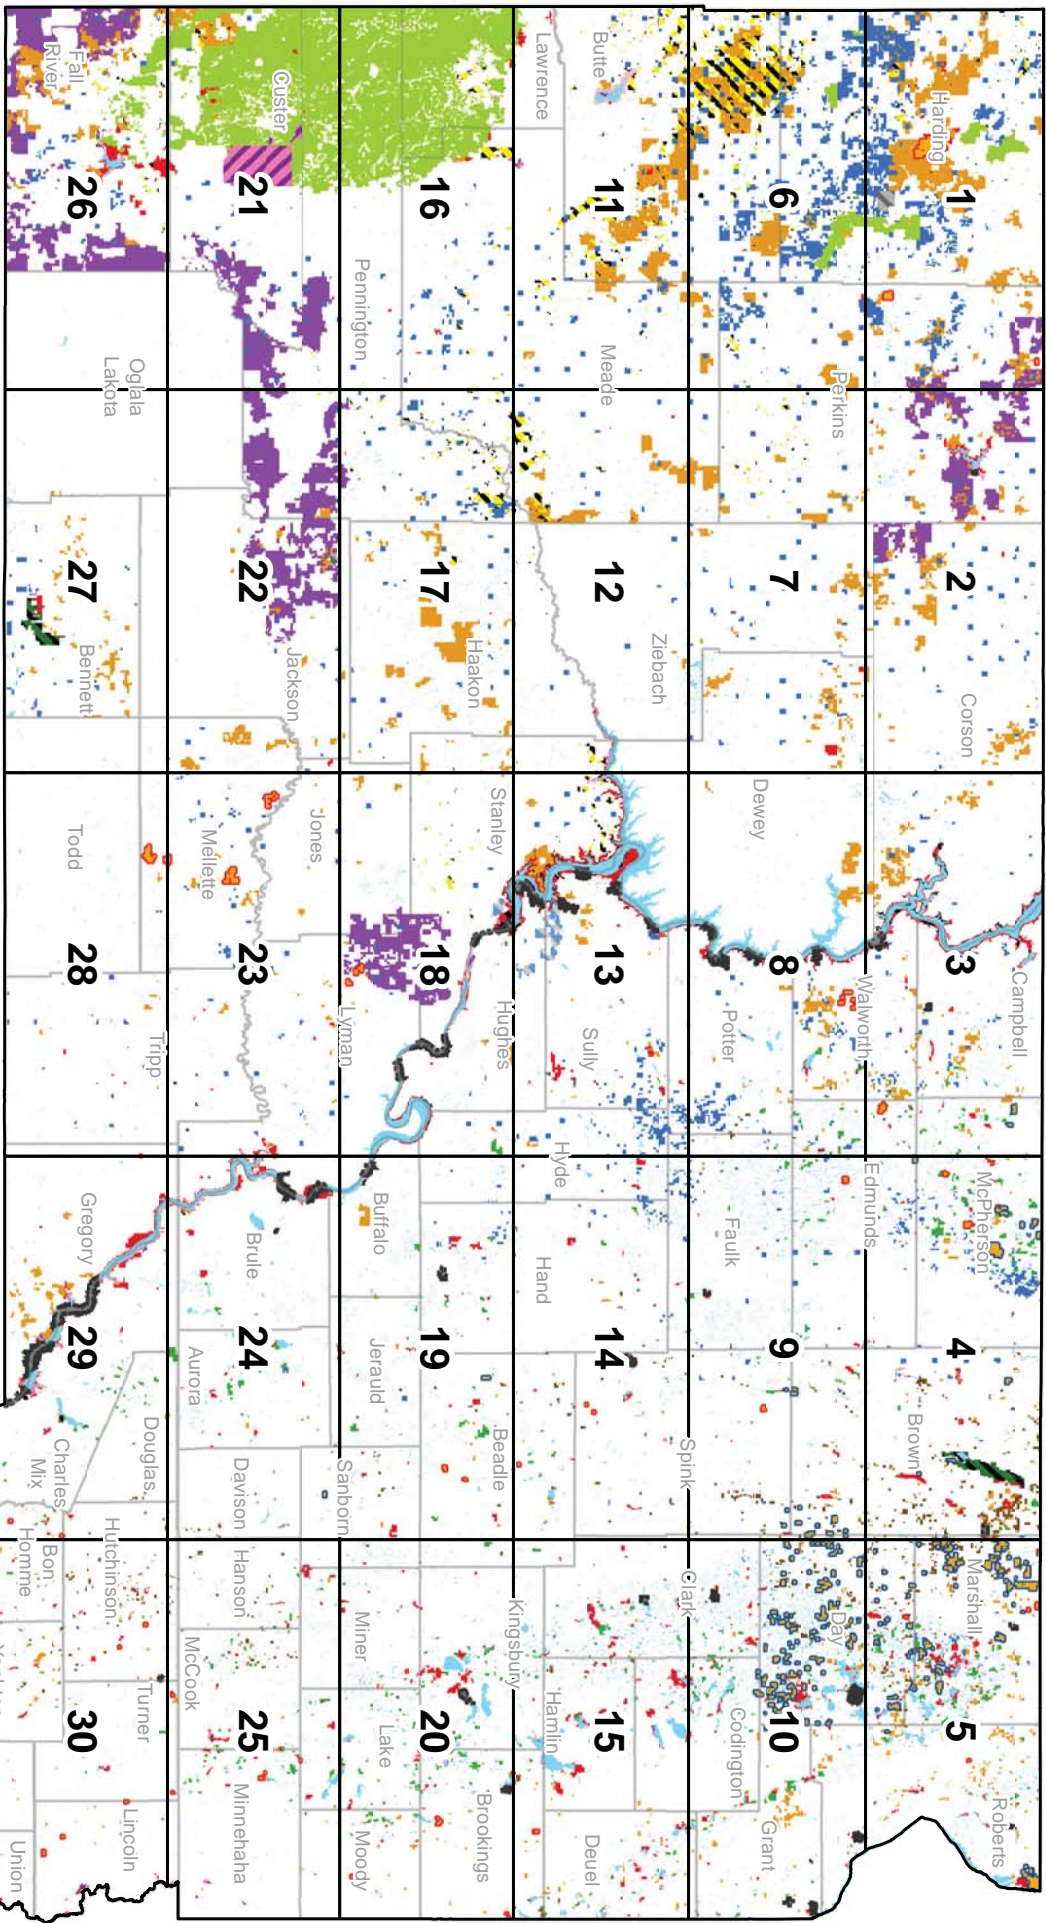 Harding
1
2
Corson
3
Campbell
McPherson
4
Brown
Marshall
5
Roberts
Perkins
Walworth
Edmunds
Day
6
7
Dewey
8
Potter
Faulk
9
Spink
Clark
10
Codington
Grant
Butte
11
Meade
12
Ziebach
13
Sully
Hyde
Hand
14
15
Hamlin
Deuel
Lawrence
Kingsbury
16
17
Haakon
Stanley
18
Hughes
19
Beadle
20
Brookings
Pennington
Lyman
Buffalo
Jerauld
Sanborn
Miner
Lake
Moody
Custer
21
22
Jackson
Jones
Mellette
23
Brule
24
Aurora
Davison
Hanson
McCook
25
Minnehaha
Fall
River
26
Oglala
Lakota
27
Bennett
Todd
28
Tripp
Gregory
29
Douglas
Charles
Mix
Hutchinson
Bon
Homme
Turner
30
Lincoln
Union